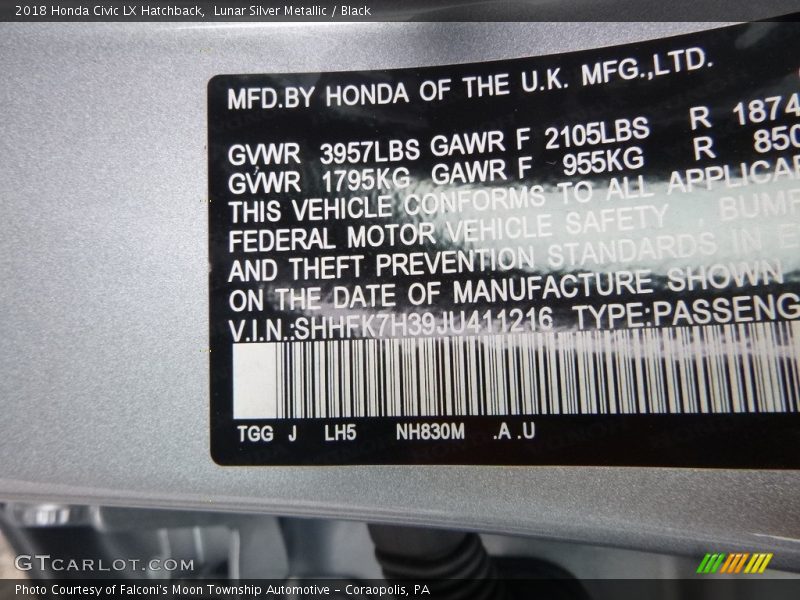 2018 Honda Civic LX Hatchback,  Lunar Silver Metallic / Black
MFD.BY HONDA OF THE U.K. MFG.,LTD.
GVWR 3957LBS GAWR F 2105LBS R 1874
GVWR 1795KG GAWR F 955KG R 850
THIS VEHICLE CONFORMS TO ALL APPLICA
FEDERAL MOTOR VEHICLE SAFETY BUMP
AND THEFT PREVENTION STANDARDS IN E
ON THE DATE OF MANUFACTURE SHOWN
V.I.N.:SHHFK7H39JU411216 TYPE:PASSENG
TGG J LH5 NH830M .A .U
GTCARLOT.COM
Photo Courtesy of Falconi's Moon Township Automotive – Coraopolis, PA